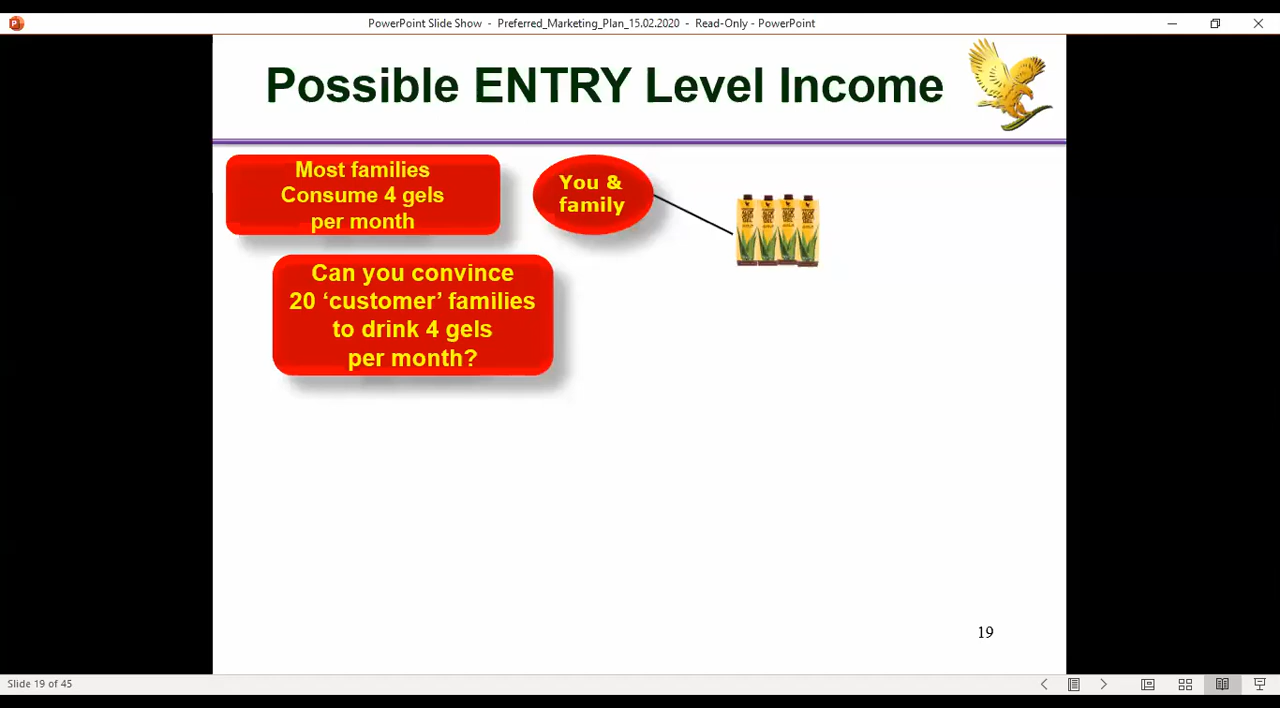 PowerPoint Slide Show - Preferred_Marketing_Plan_15.02.2020 - Read-Only - PowerPoint
Possible ENTRY Level Income
Most families
Consume 4 gels
per month
You &
family
Can you convince
20 ‘customer’ families
to drink 4 gels
per month?
19
Slide 19 of 45